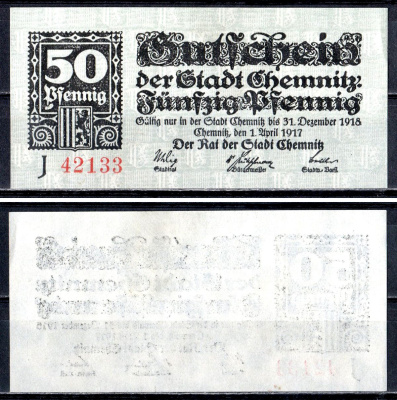 50
Pfennig
J 42133
Gutschein
der Stadt Chemnitz:
Fünfzig Pfennig
Gültig nur in der Stadt Chemnitz bis 31. Dezember 1918
Chemnitz, den 1. April 1917
Der Rat der Stadt Chemnitz
Stadtrat Bürgermeister